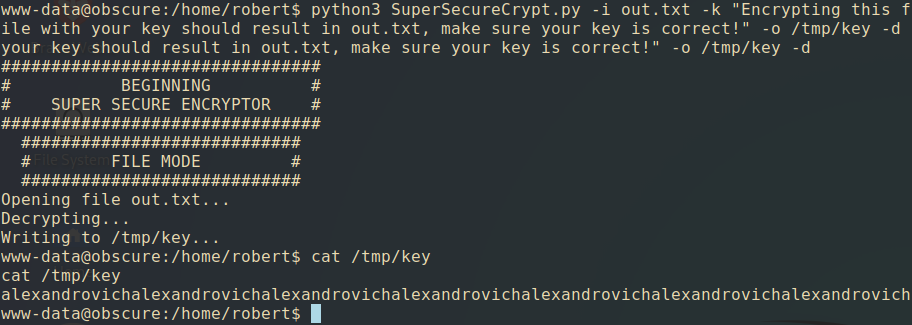 www-data@obscure:/home/robert$ python3 SuperSecureCrypt.py -i out.txt -k "Encrypting this f
ile with your key should result in out.txt, make sure your key is correct!" -o /tmp/key -d
your key should result in out.txt, make sure your key is correct!" -o /tmp/key -d
################################
#           BEGINNING          #
#    SUPER SECURE ENCRYPTOR    #
################################
  ############################
  #        FILE MODE         #
  ############################
File System
Opening file out.txt...
Decrypting...
Writing to /tmp/key...
www-data@obscure:/home/robert$ cat /tmp/key
cat /tmp/key
alexandrovichalexandrovichalexandrovichalexandrovichalexandrovichalexandrovichalexandrovich
www-data@obscure:/home/robert$